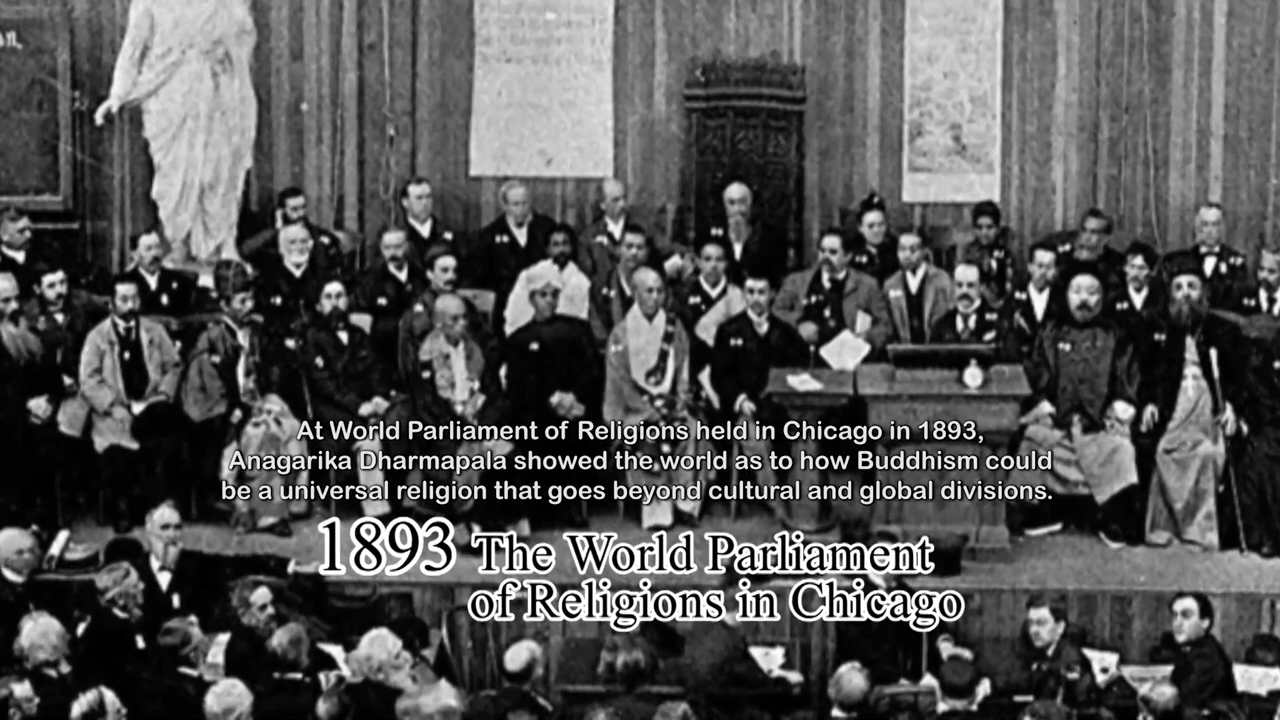 At World Parliament of Religions held in Chicago in 1893,
Anagarika Dharmapala showed the world as to how Buddhism could
be a universal religion that goes beyond cultural and global divisions.
1893 The World Parliament
of Religions in Chicago